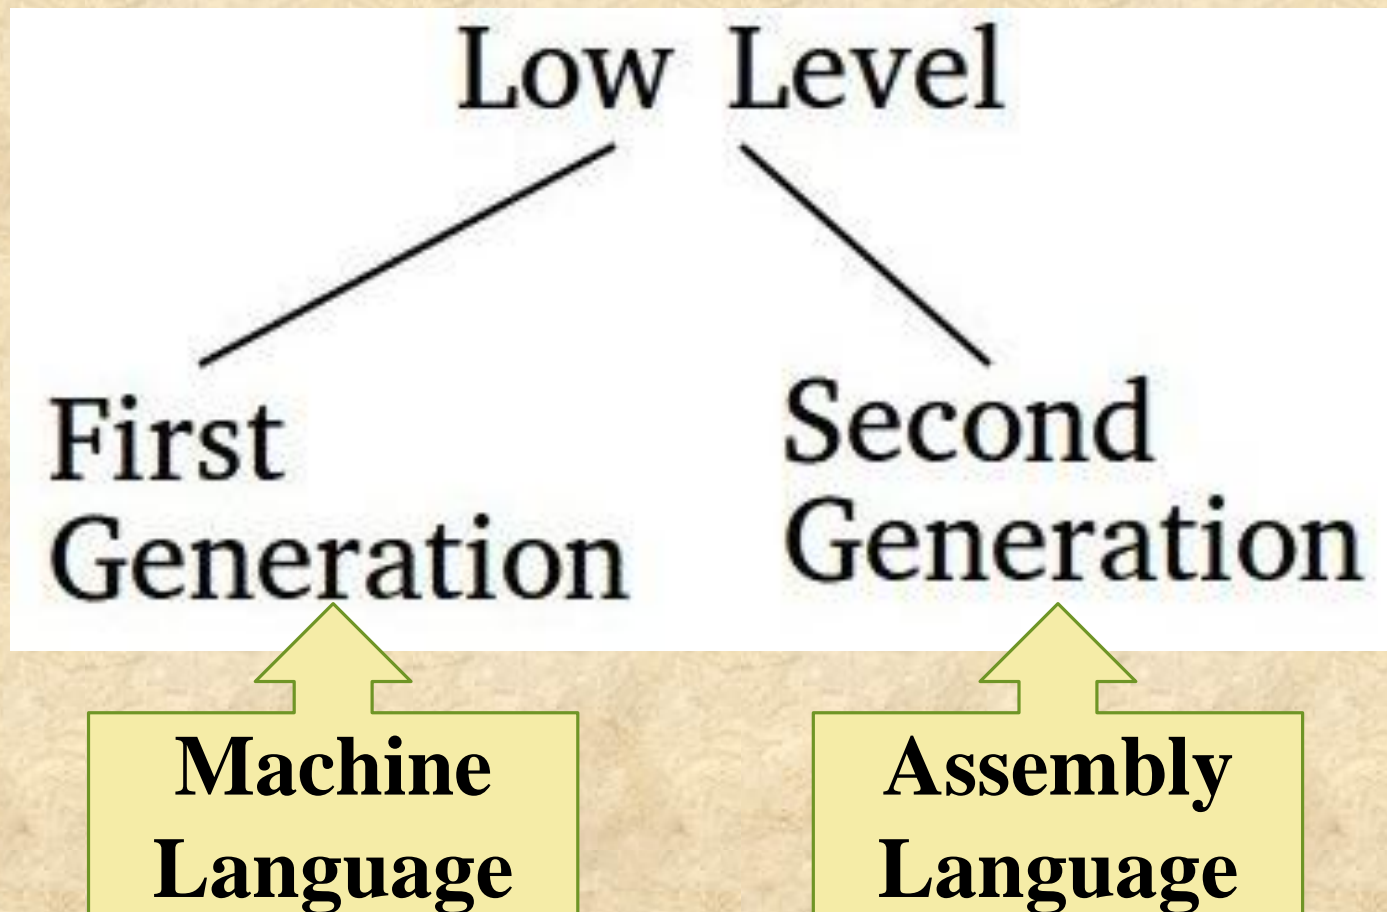 Low Level
First
Generation
Second
Generation
Machine
Language
Assembly
Language